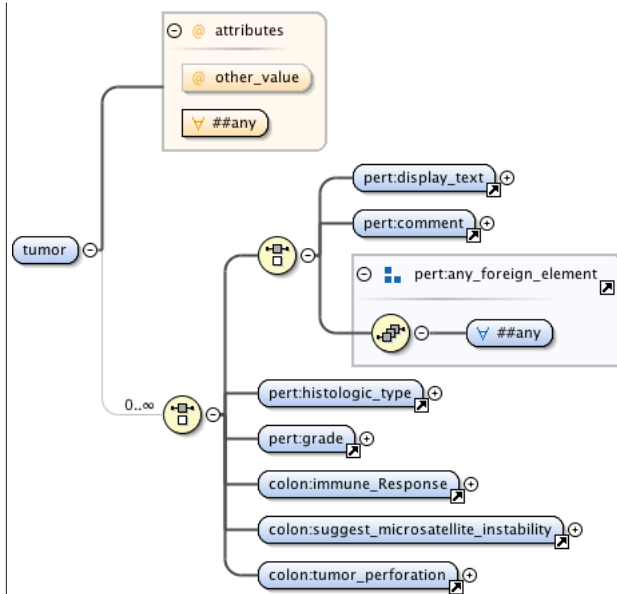 @ attributes
@ other_value
∀ ##any
pert:display_text
pert:comment
tumor
pert:any_foreign_element
∀ ##any
0..∞
pert:histologic_type
pert:grade
colon:immune_Response
colon:suggest_microsatellite_instability
colon:tumor_perforation